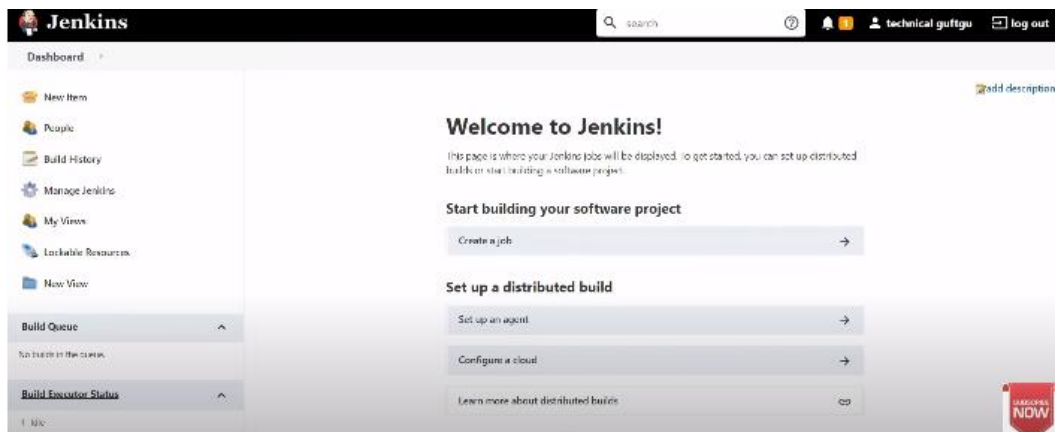 Jenkins
search
1
technical guftgu
log out
Dashboard
add description
New Item
People
Build History
Manage Jenkins
My Views
Lockable Resources
New View
Build Queue
No builds in the queue.
Build Executor Status
1 Idle
Welcome to Jenkins!
This page is where your Jenkins jobs will be displayed. To get started, you can set up distributed
builds or start building a software project.
Start building your software project
Create a job
Set up a distributed build
Set up an agent
Configure a cloud
Learn more about distributed builds
SUBSCRIBE
NOW